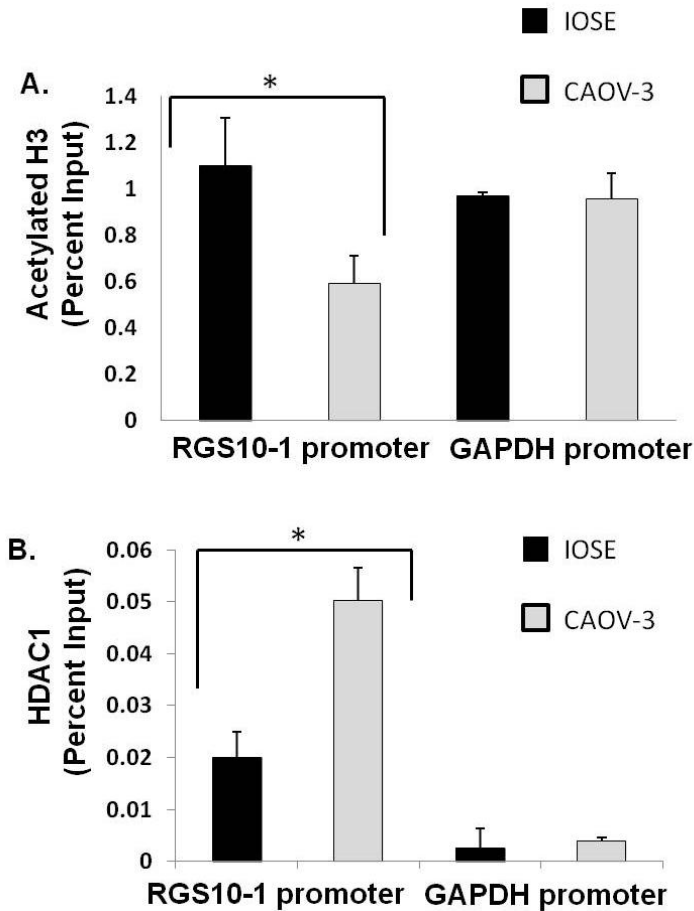 IOSE
CAOV-3
A.
*
Acetylated H3
(Percent Input)
1.4
1.2
1
0.8
0.6
0.4
0.2
0
RGS10-1 promoter
GAPDH promoter
B.
*
IOSE
CAOV-3
HDAC1
(Percent Input)
0.06
0.05
0.04
0.03
0.02
0.01
0
RGS10-1 promoter
GAPDH promoter